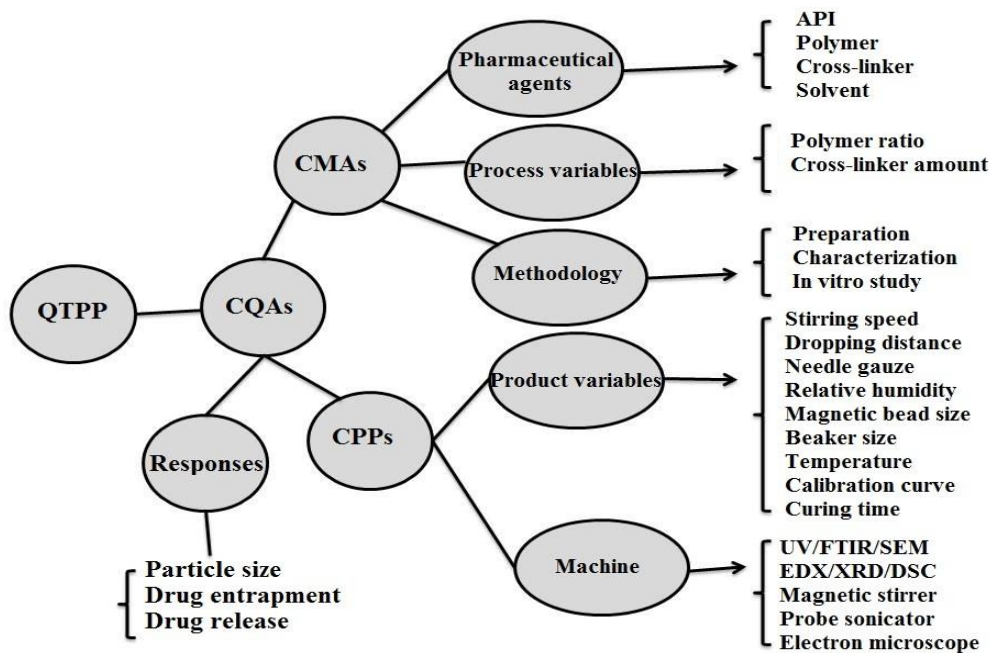 API
Polymer
Cross-linker
Solvent
Pharmaceutical
agents
CMAs
Process variables
Polymer ratio
Cross-linker amount
Methodology
Preparation
Characterization
In vitro study
QTPP
CQAs
Product variables
Stirring speed
Dropping distance
Needle gauze
Relative humidity
Magnetic bead size
Beaker size
Temperature
Calibration curve
Curing time
CPPs
Responses
Machine
UV/FTIR/SEM
EDX/XRD/DSC
Magnetic stirrer
Probe sonicator
Electron microscope
Particle size
Drug entrapment
Drug release